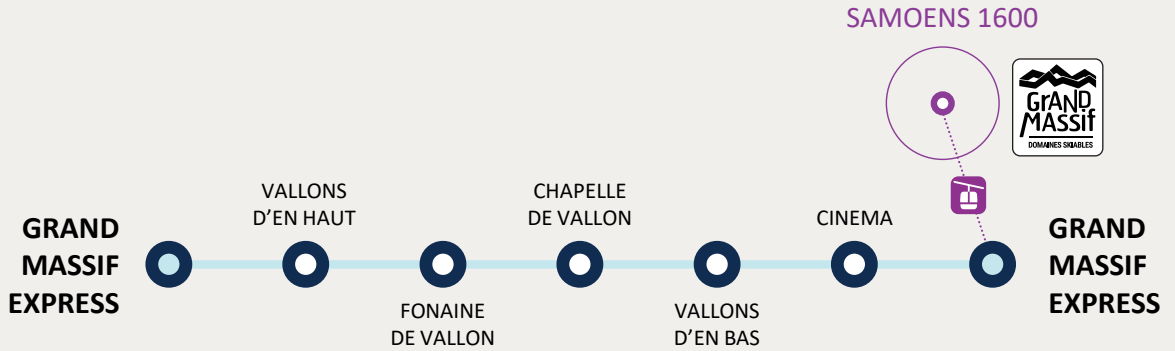 SAMOENS 1600
GrAND
MASSif
DOMAINES SKIABLES
GRAND
MASSIF
EXPRESS
VALLONS
D'EN HAUT
FONAINE
DE VALLON
CHAPELLE
DE VALLON
VALLONS
D'EN BAS
CINEMA
GRAND
MASSIF
EXPRESS